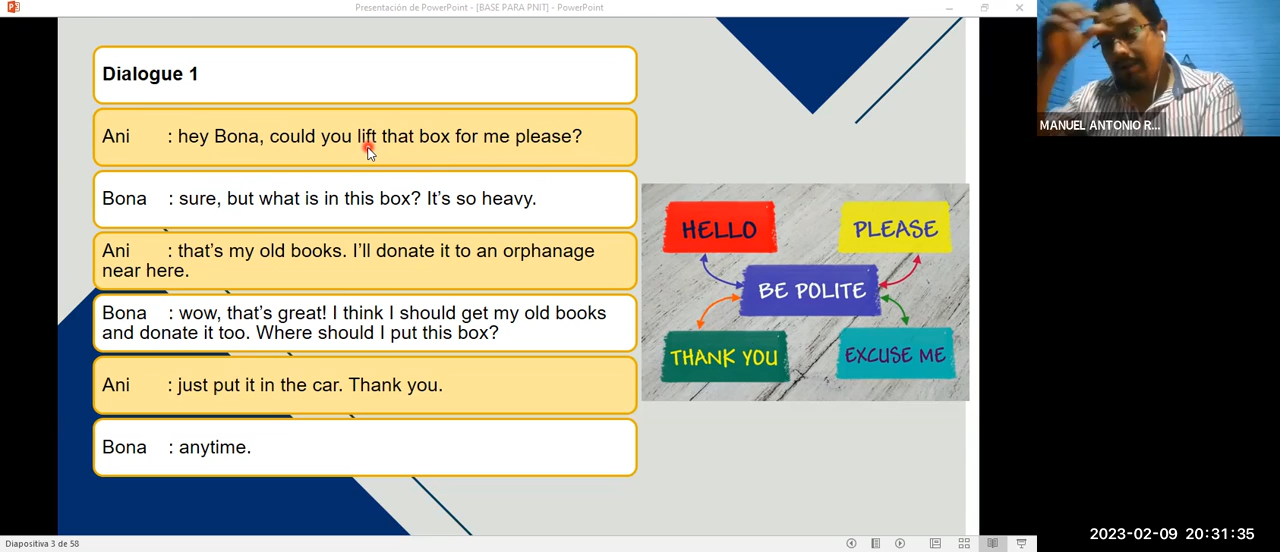 Presentación de PowerPoint - [BASE PARA PNIT] - PowerPoint
Dialogue 1
Ani : hey Bona, could you lift that box for me please?
Bona : sure, but what is in this box? It's so heavy.
Ani : that's my old books. I'll donate it to an orphanage
near here.
Bona : wow, that's great! I think I should get my old books
and donate it too. Where should I put this box?
Ani : just put it in the car. Thank you.
Bona : anytime.
HELLO
PLEASE
BE POLITE
THANK YOU
EXCUSE ME
MANUEL ANTONIO R...
Diapositiva 3 de 58
2023-02-09 20:31:35